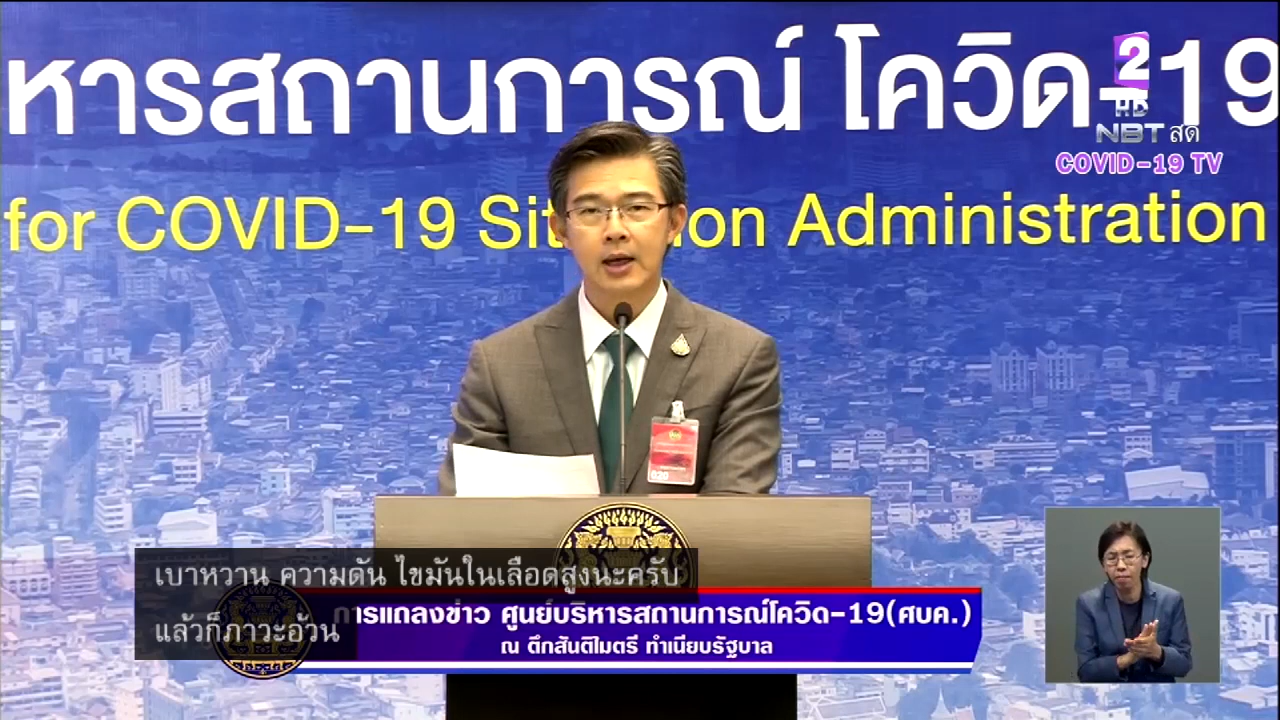 หารสถานการณ์ โควิด-19
for COVID-19 Sit ion Administration
2
HD
NBT สด
COVID-19 TV
020
เบาหวาน ความดัน ไขมันในเลือดสูงนะครับ
แล้วก็ภาวะอ้วน
การแถลงข่าว ศูนย์บริหารสถานการณ์โควิด-19(ศบค.)
ณ ตึกสันติไมตรี ทำเนียบรัฐบาล